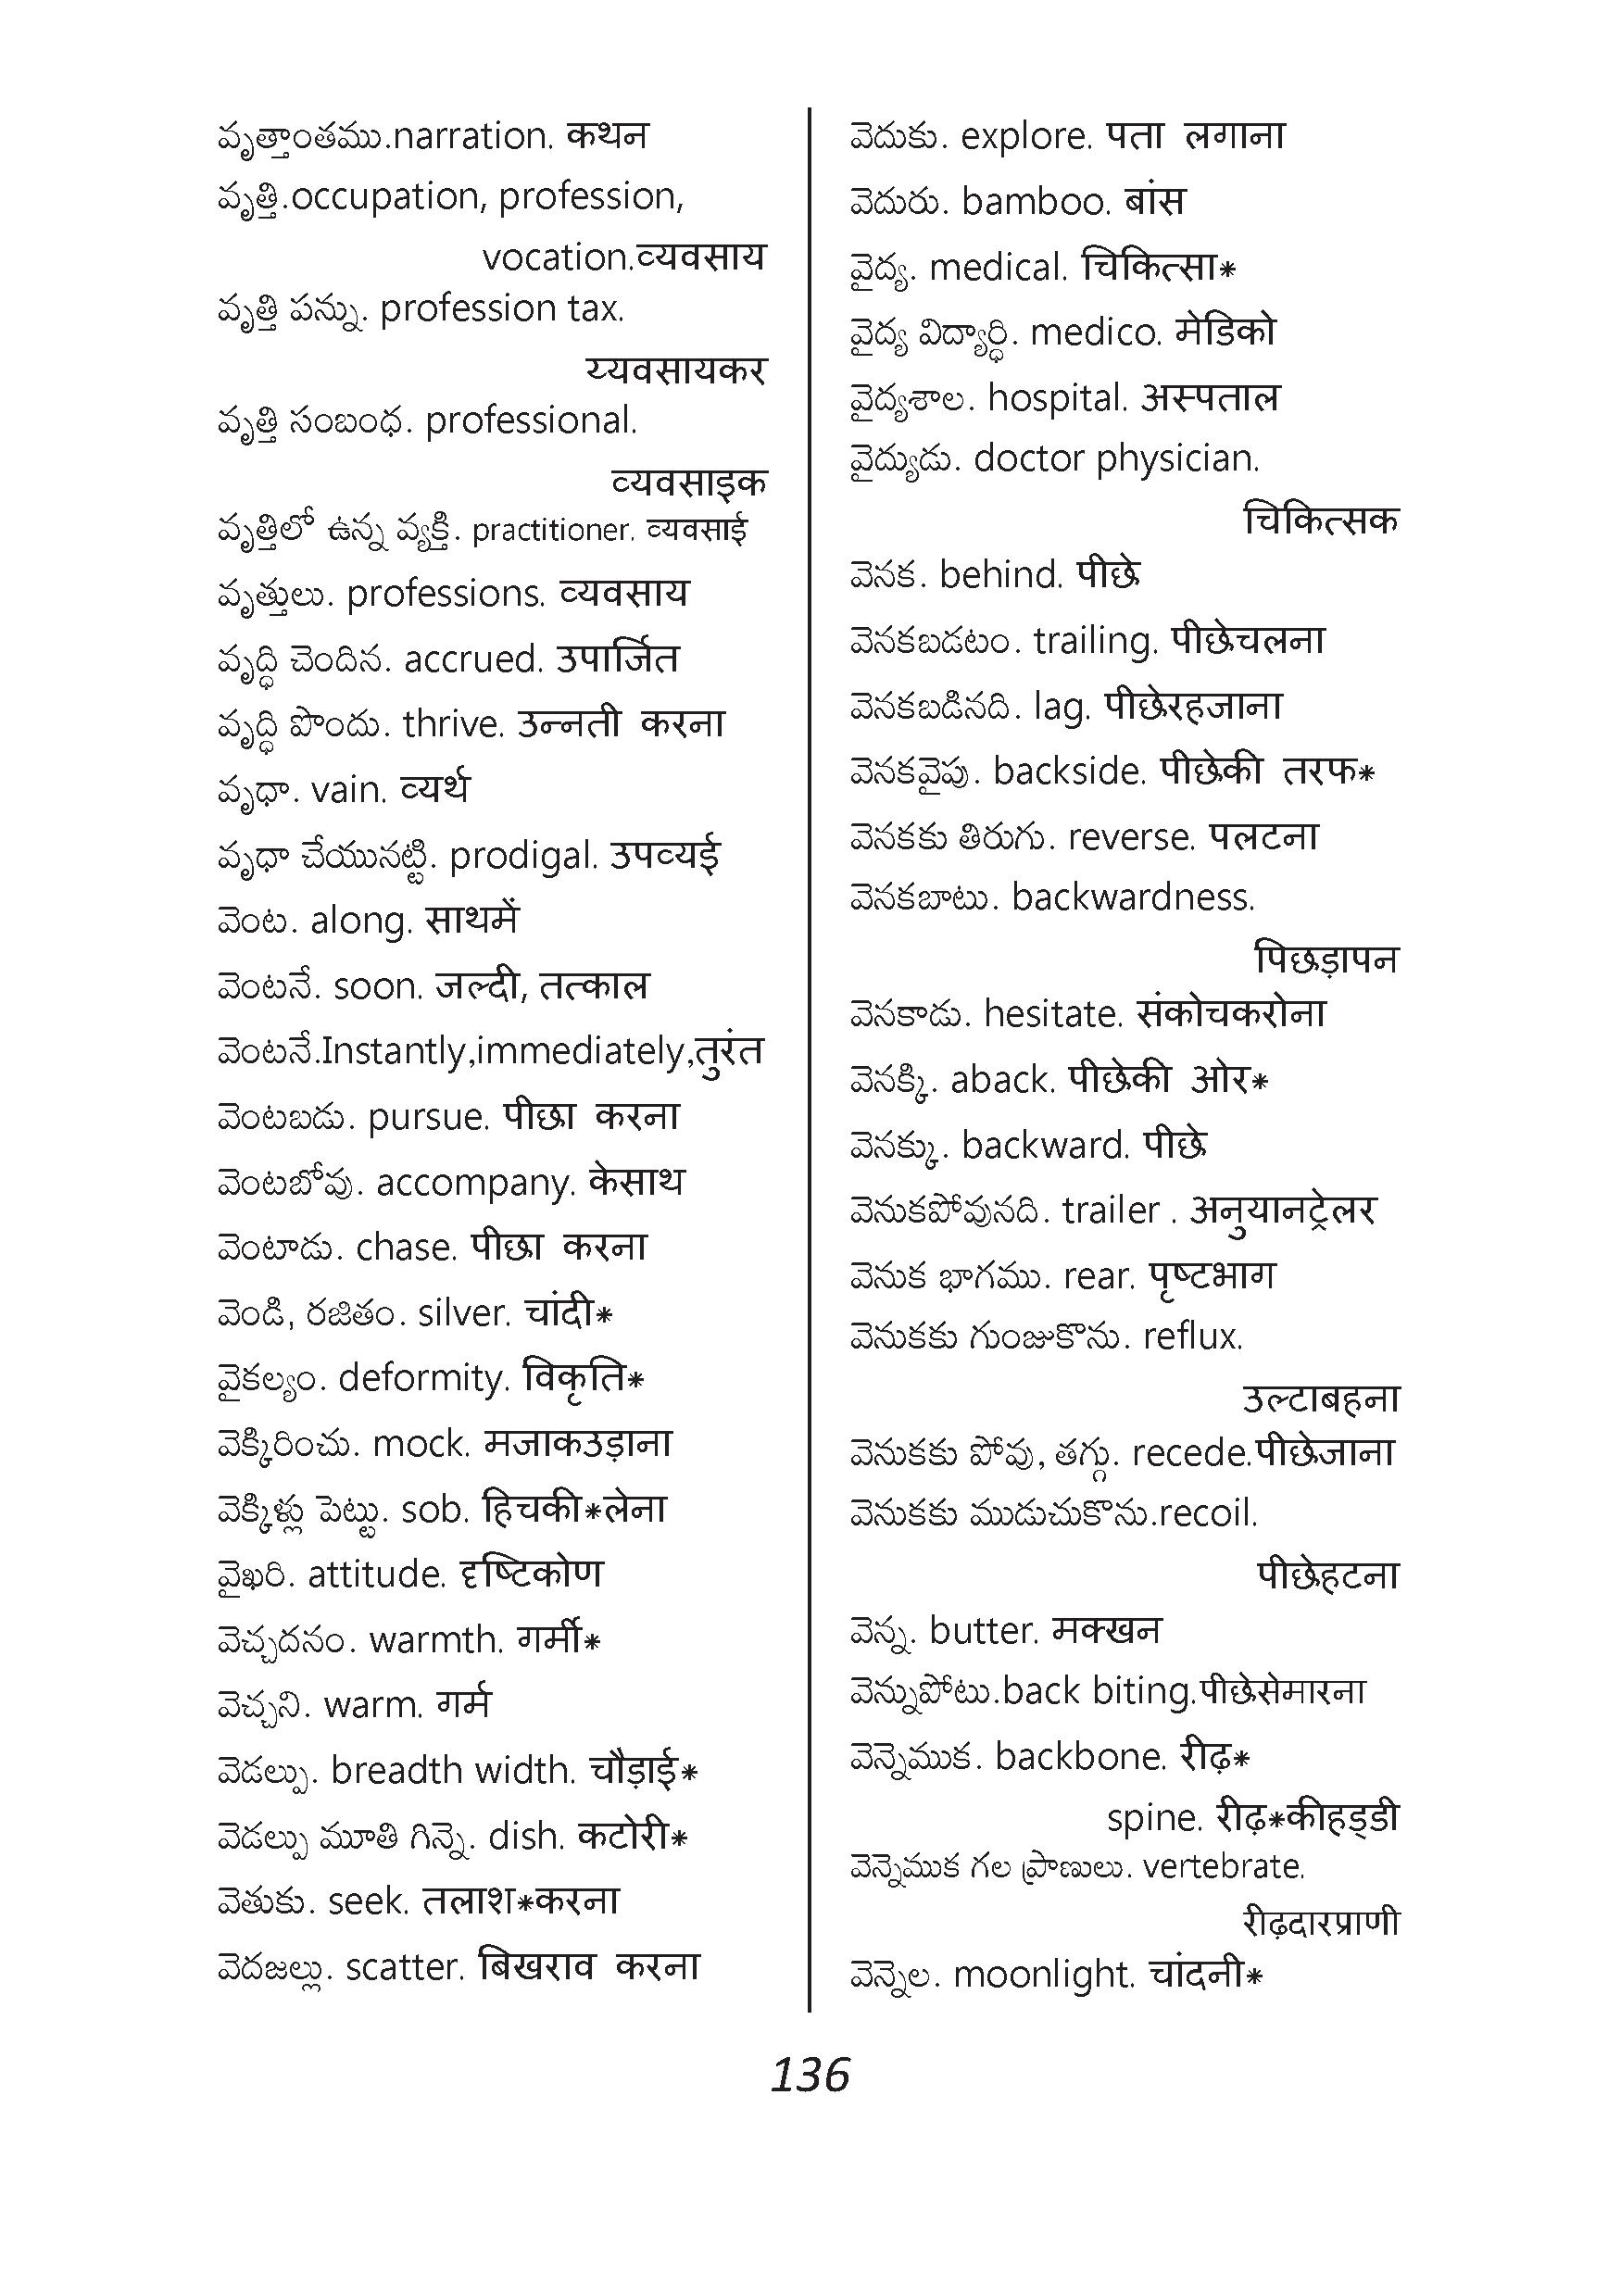 వృత్తాంతము.narration. कथन
వృత్తి.occupation, profession,
vocation.व्यवसाय
వృత్తి పన్ను. profession tax.
य्यवसायकर
వృత్తి సంబంధ. professional.
व्यवसाइक
వృత్తిలో ఉన్న వ్యక్తి. practitioner. व्यवसाई
వృత్తులు. professions. व्यवसाय
వృద్ధి చెందిన. accrued. उपार्जित
వృద్ధి పొందు. thrive. उन्नती करना
వృధా. vain. व्यर्थ
వృధా చేయునట్టి. prodigal. उपव्यई
వెంట. along. साथमें
వెంటనే. soon. जल्दी, तत्काल
వెంటనే.Instantly,immediately,तुरंत
వెంటబడు. pursue. पीछा करना
వెంటబోవు. accompany. केसाथ
వెంటాడు. chase. पीछा करना
వెండి, రజితం. silver. चांदी*
వైకల్యం. deformity. विकृति*
వెక్కిరించు. mock. मजाकउड़ाना
వెక్కిళ్లు పెట్టు. sob. हिचकी*लेना
వైఖరి. attitude. दृष्टिकोण
వెచ్చదనం. warmth. गर्मी*
వెచ్చని. warm. गर्म
వెడల్పు. breadth width. चौड़ाई*
వెడల్పు మూతి గిన్నె. dish. कटोरी*
వెతుకు. seek. तलाश*करना
వెదజల్లు. scatter. बिखराव करना
వెదుకు. explore. पता लगाना
వెదురు. bamboo. बांस
వైద్య. medical. चिकित्सा*
వైద్య విద్యార్ధి. medico. मेडिको
వైద్యశాల. hospital. अस्पताल
వైద్యుడు. doctor physician.
चिकित्सक
వెనక. behind. पीछे
వెనకబడటం. trailing. पीछेचलना
వెనకబడినది. lag. पीछेरहजाना
వెనకవైపు. backside. पीछेकी तरफ*
వెనకకు తిరుగు. reverse. पलटना
వెనకబాటు. backwardness.
पिछड़ापन
వెనకాడు. hesitate. संकोचकरोना
వెనక్కి. aback. पीछेकी ओर*
వెనక్కు. backward. पीछे
వెనుకపోవునది. trailer . अनुयानट्रेलर
వెనుక భాగము. rear. पृष्टभाग
వెనుకకు గుంజుకొను. reflux.
उल्टाबहना
వెనుకకు పోవు, తగ్గు. recede.पीछेजाना
వెనుకకు ముడుచుకొను.recoil.
पीछेहटना
వెన్న. butter. मक्खन
వెన్నుపోటు.back biting.पीछेसेमारना
వెన్నెముక. backbone. रीढ़*
spine. रीढ़*कीहड्डी
వెన్నెముక గల ప్రాణులు. vertebrate.
रीढ़दारप्राणी
వెన్నెల. moonlight. चांदनी*
136